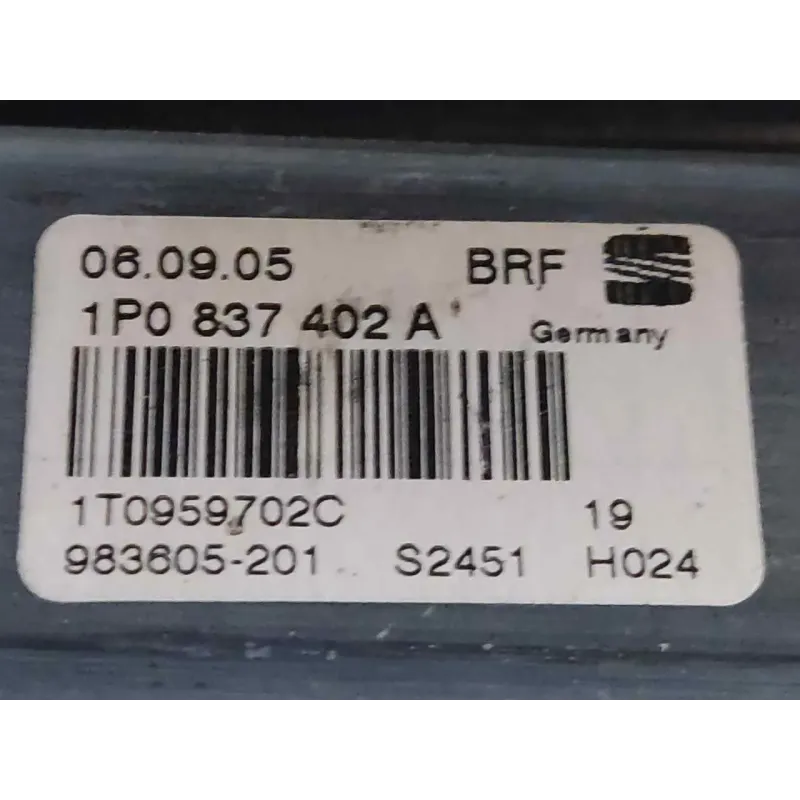 06.09.05 BRF
1P0 837 402 A Germany
1T0959702C 19
983605-201 S2451 H024